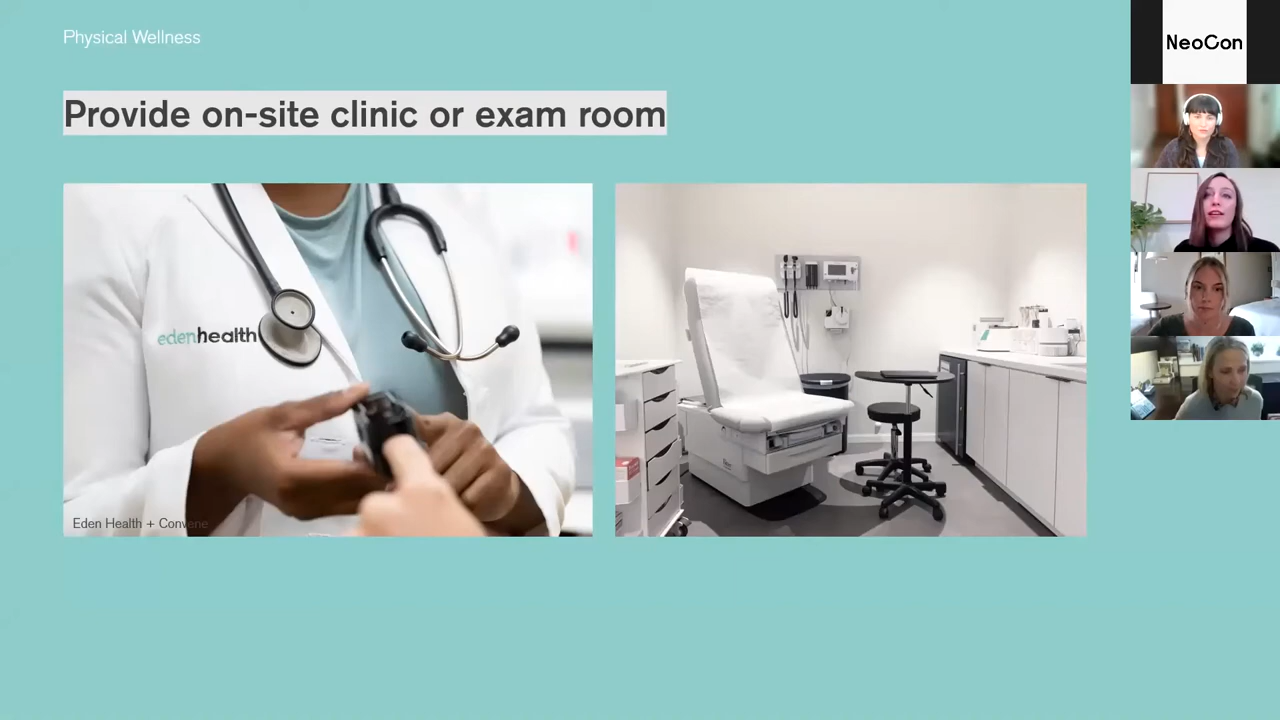 Physical Wellness
Provide on-site clinic or exam room
edenhealth
Eden Health + Convene
NeoCon